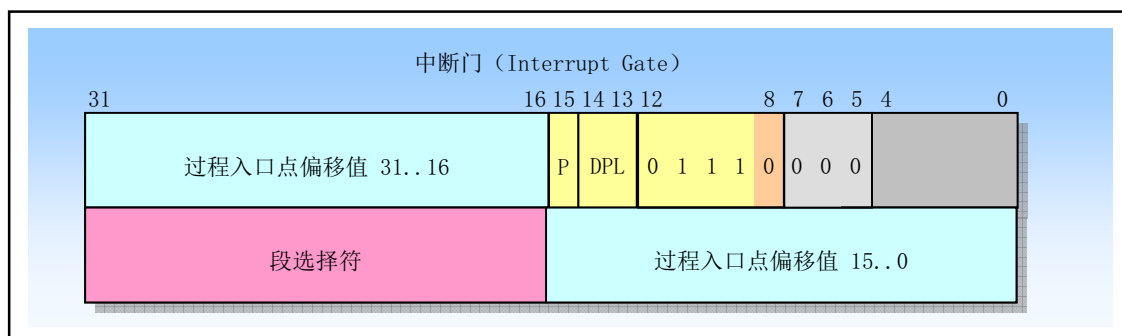 中断门（Interrupt Gate）
31 16 15 14 13 12 8 7 6 5 4 0
过程入口点偏移值 31..16 P DPL 0 1 1 1 0 0 0 0
段选择符 过程入口点偏移值 15..0